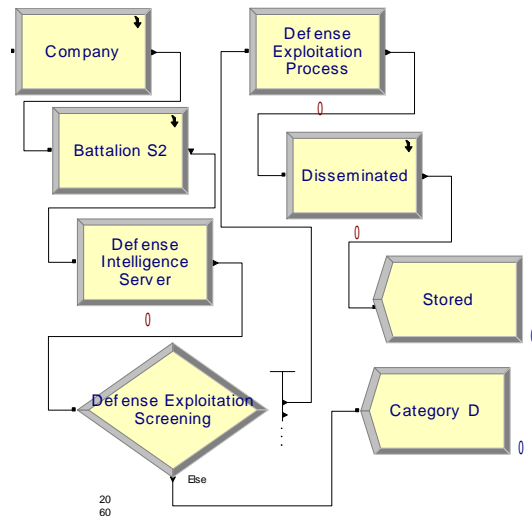 Company
Battalion S2
Defense
Intelligence
Server
0
Defense Exploitation
Screening
Else
20
60
Defense
Exploitation
Process
0
Disseminated
0
Stored
0
Category D
0